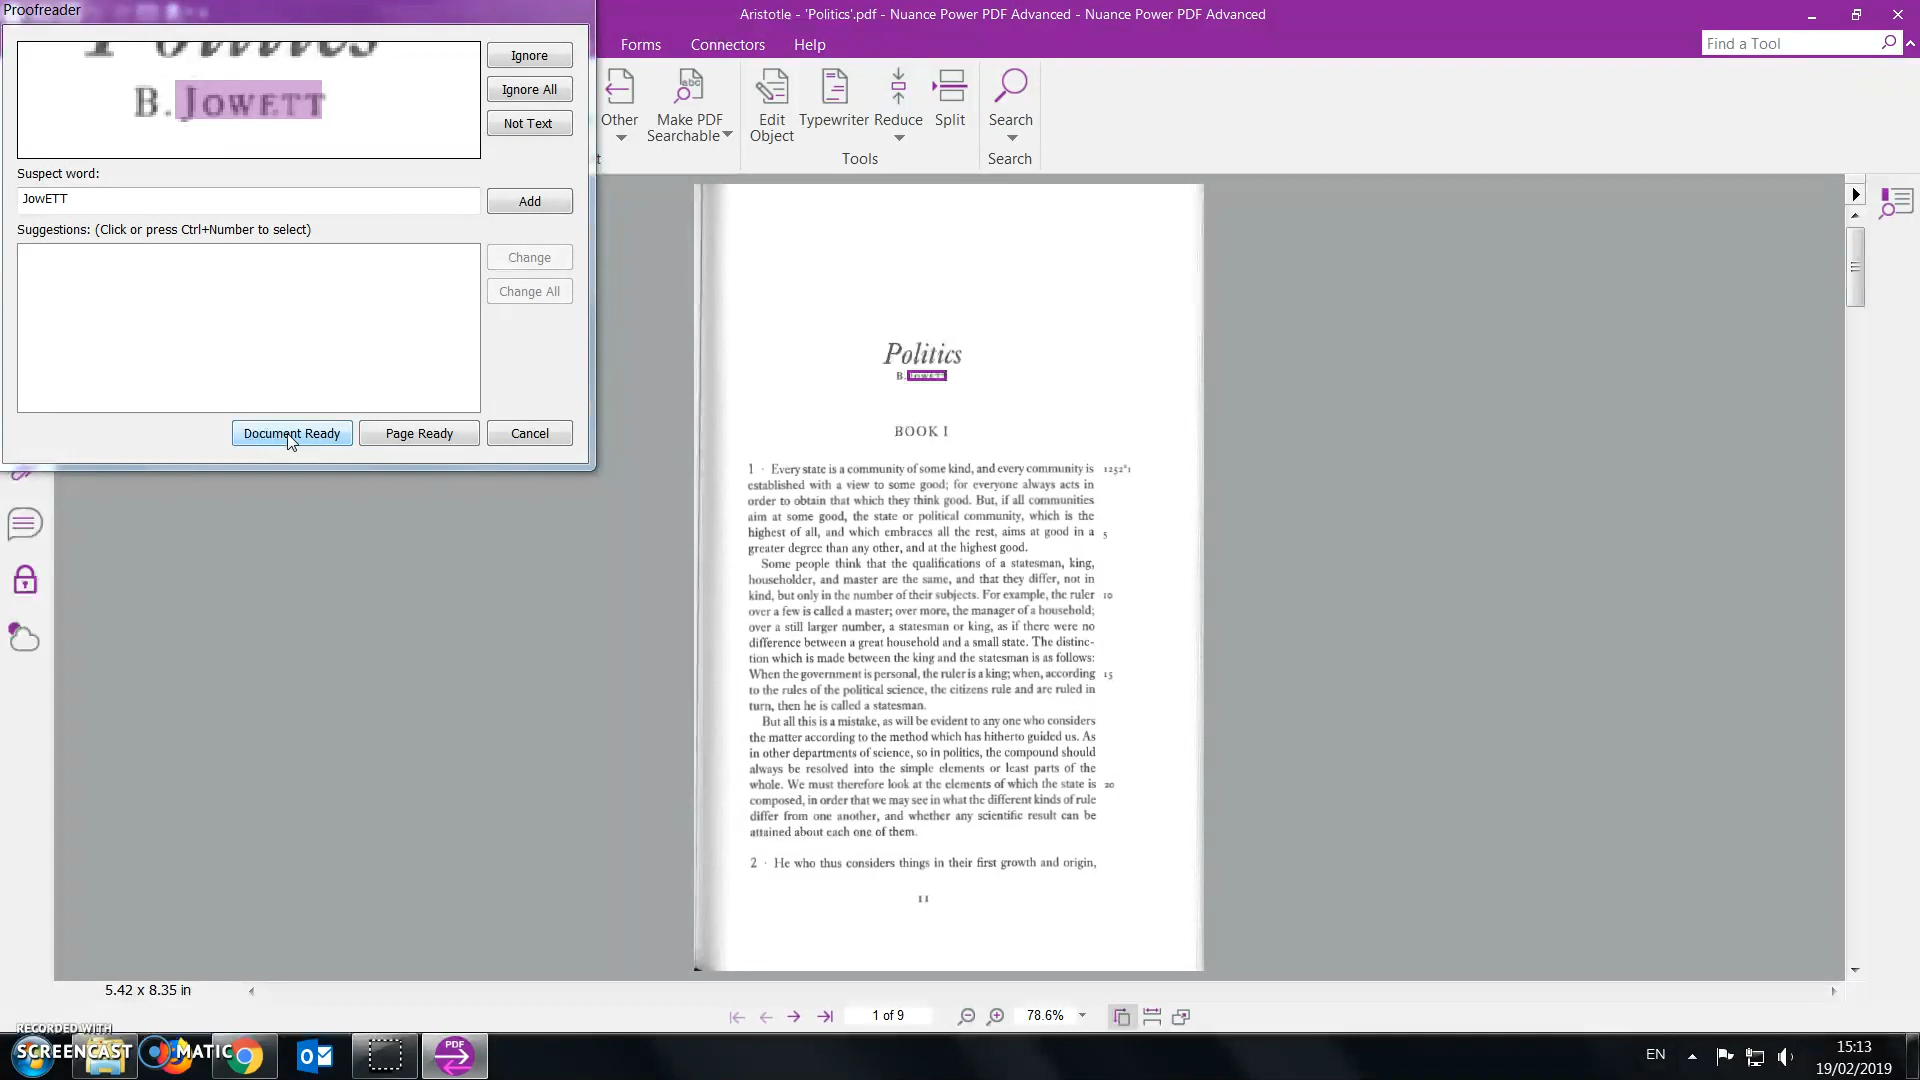 Proofreader
Aristotle - 'Politics'.pdf - Nuance Power PDF Advanced - Nuance Power PDF Advanced
Forms
Connectors
Help
Find a Tool
Politics
B. JOWETT
Ignore
Ignore All
Not Text
Suspect word:
JowETT
Add
Suggestions: (Click or press Ctrl+Number to select)
Change
Change All
Document Ready
Page Ready
Cancel
Other
Make PDF
Searchable
Edit
Object
Typewriter
Reduce
Split
Search
Tools
Search
Politics
B. JOWETT
BOOK I
1 · Every state is a community of some kind, and every community is 1252ª1
established with a view to some good; for everyone always acts in
order to obtain that which they think good. But, if all communities
aim at some good, the state or political community, which is the
highest of all, and which embraces all the rest, aims at good in a 5
greater degree than any other, and at the highest good.
Some people think that the qualifications of a statesman, king,
householder, and master are the same, and that they differ, not in
kind, but only in the number of their subjects. For example, the ruler 10
over a few is called a master; over more, the manager of a household;
over a still larger number, a statesman or king, as if there were no
difference between a great household and a small state. The distinc-
tion which is made between the king and the statesman is as follows:
When the government is personal, the ruler is a king; when, according 15
to the rules of the political science, the citizens rule and are ruled in
turn, then he is called a statesman.
But all this is a mistake, as will be evident to any one who considers
the matter according to the method which has hitherto guided us. As
in other departments of science, so in politics, the compound should
always be resolved into the simple elements or least parts of the
whole. We must therefore look at the elements of which the state is 20
composed, in order that we may see in what the different kinds of rule
differ from one another, and whether any scientific result can be
attained about each one of them.
2 · He who thus considers things in their first growth and origin,
11
5.42 x 8.35 in
1 of 9
78.6%
RECORDED WITH
SCREENCAST
MATIC
PDF
EN
15:13
19/02/2019